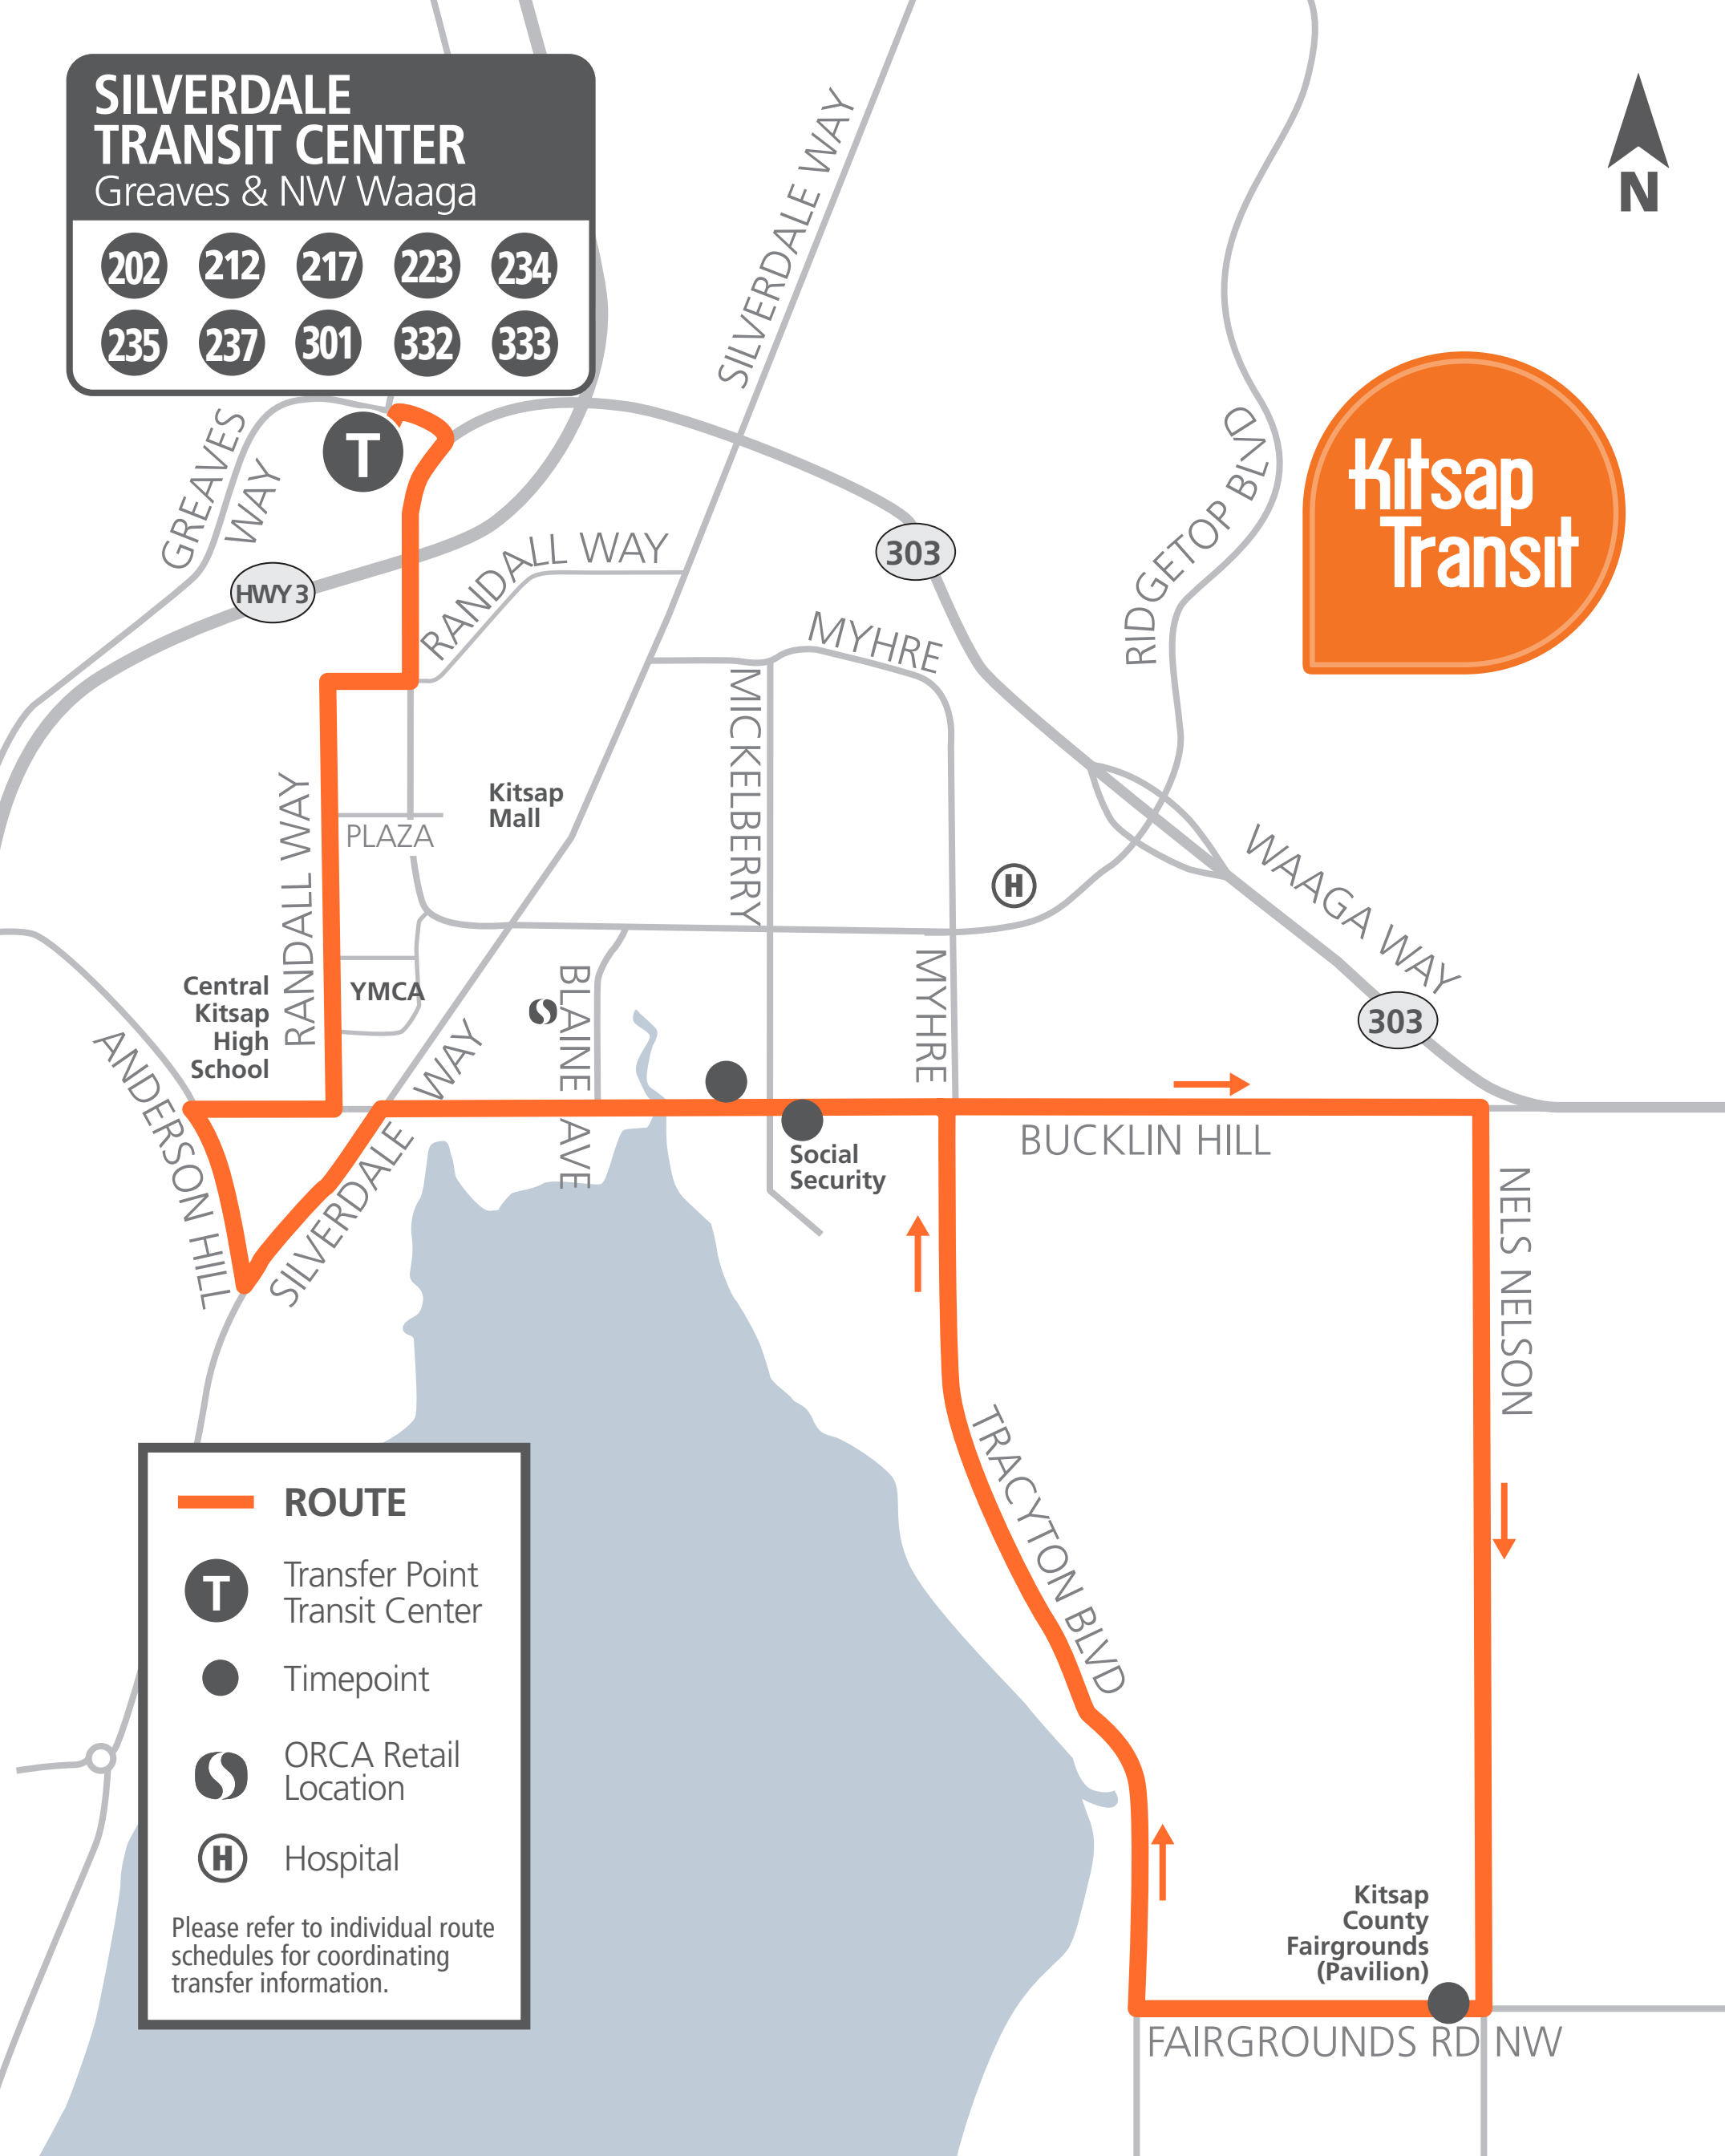 SILVERDALE
TRANSIT CENTER
Greaves & NW Waaga
202 212 217 223 234
235 237 301 332 333
N
SILVERDALE WAY
GREAVES
WAY
T
HWY 3
RANDALL WAY
303
RIDGETOP BLVD
Kitsap
Transit
MYHRE
MICKELBERRY
Kitsap
Mall
PLAZA
RANDALL WAY
H
WAAGA WAY
303
Central
Kitsap
High
School
YMCA
BLAINE AVE
MYHRE
ANDERSON HILL
SILVERDALE WAY
Social
Security
BUCKLIN HILL
NELS NELSON
TRACYTON BLVD
ROUTE
T
Transfer Point
Transit Center
Timepoint
ORCA Retail
Location
H
Hospital
Please refer to individual route
schedules for coordinating
transfer information.
Kitsap
County
Fairgrounds
(Pavilion)
FAIRGROUNDS RD NW